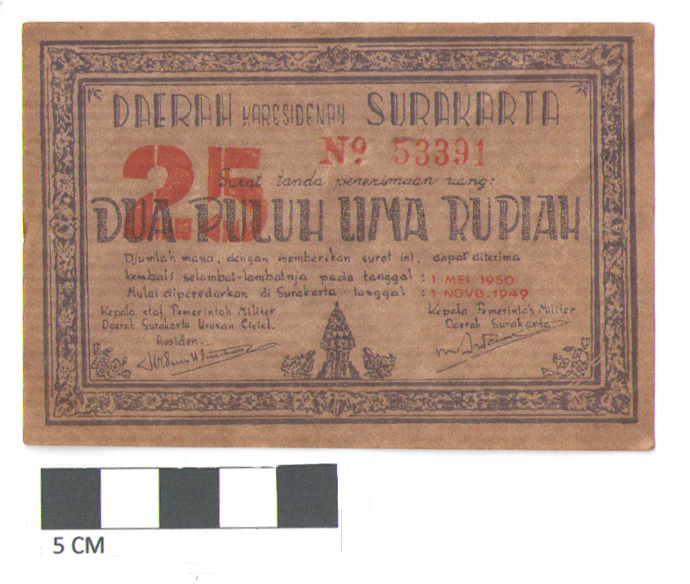 DAERAH KARESIDENAN SURAKARTA
Nº 53391
25
Surat tanda penerimaan uang:
DUA PULUH LIMA RUPIAH
Djumlah mana, dengan memberikan surat ini, dapat diterima
kembali selambat-lambatnja pada tanggal : 1 MEI 1950
Mulai diperedarkan di Surakarta tanggal : 1 NOVB. 1949
Kepala staf Pemerintah Militer
Daerah Surakarta Urusan Cipiel.
Residen.
Kepala Pemerintah Militer
Daerah Surakarta
5 CM